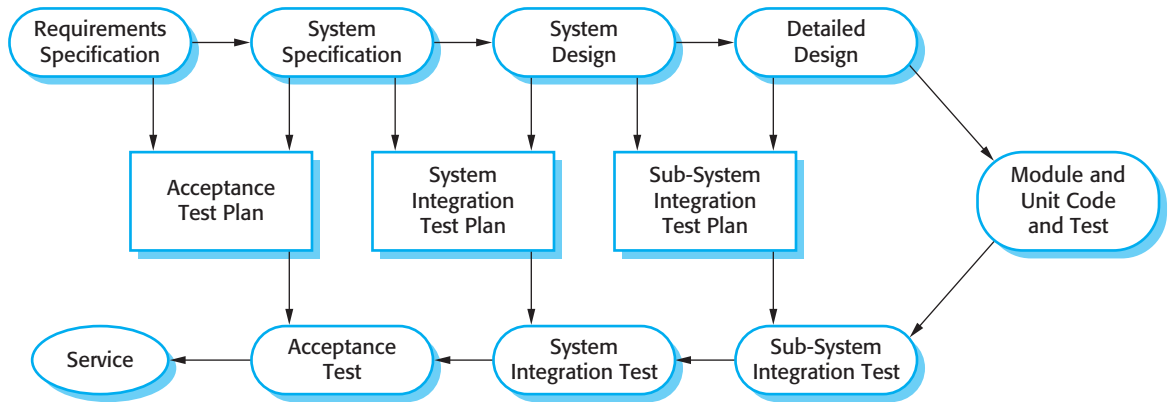 Requirements
Specification
System
Specification
System
Design
Detailed
Design
Acceptance
Test Plan
System
Integration
Test Plan
Sub-System
Integration
Test Plan
Module and
Unit Code
and Test
Service
Acceptance
Test
System
Integration Test
Sub-System
Integration Test